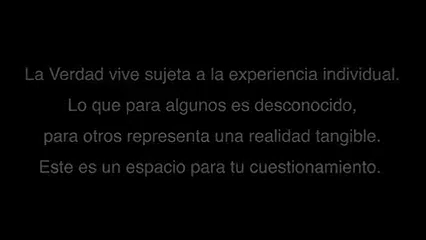 La Verdad vive sujeta a la experiencia individual.
Lo que para algunos es desconocido,
para otros representa una realidad tangible.
Este es un espacio para tu cuestionamiento.